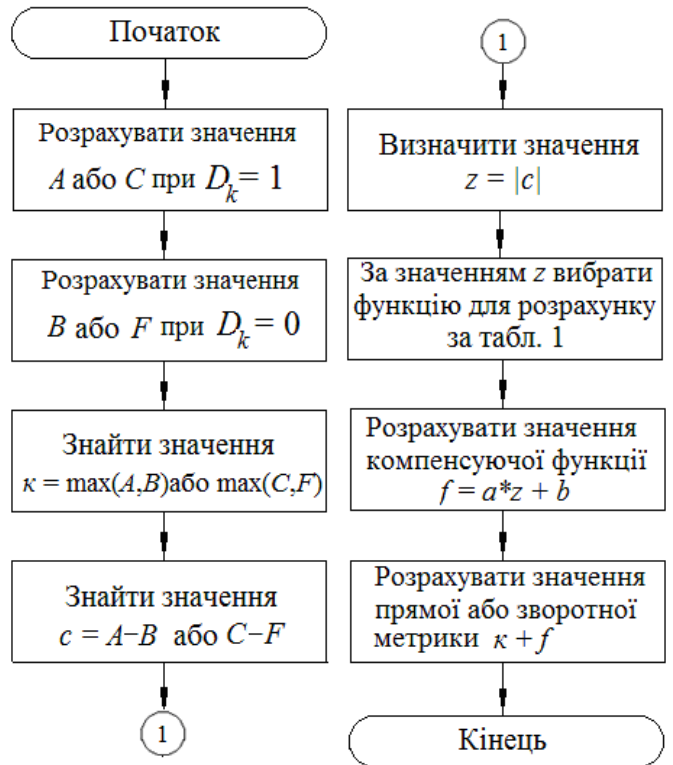 Початок
Розрахувати значення
A або C при Dₖ = 1
Розрахувати значення
B або F при Dₖ = 0
Знайти значення
κ = max(A,B)або max(C,F)
Знайти значення
c = A−B або C−F
1
1
Визначити значення
z = |c|
За значенням z вибрати
функцію для розрахунку
за табл. 1
Розрахувати значення
компенсуючої функції
f = a*z + b
Розрахувати значення
прямої або зворотної
метрики κ + f
Кінець